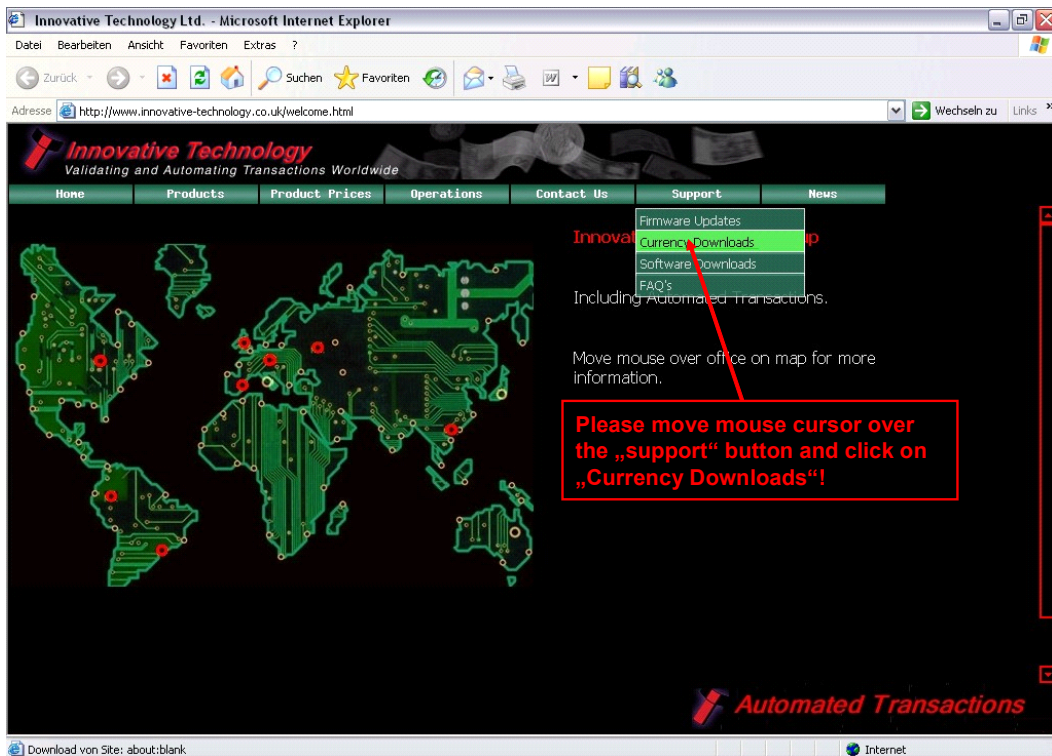 Innovative Technology Ltd. - Microsoft Internet Explorer
Datei Bearbeiten Ansicht Favoriten Extras ?
Zurück Suchen Favoriten
Adresse http://www.innovative-technology.co.uk/welcome.html Wechseln zu Links »
Innovative Technology
Validating and Automating Transactions Worldwide
Home Products Product Prices Operations Contact Us Support News
Firmware Updates
Currency Downloads
Software Downloads
FAQ's
Including Automated Transactions.
Move mouse over office on map for more
information.
Please move mouse cursor over
the „support“ button and click on
„Currency Downloads“!
Automated Transactions
Download von Site: about:blank Internet